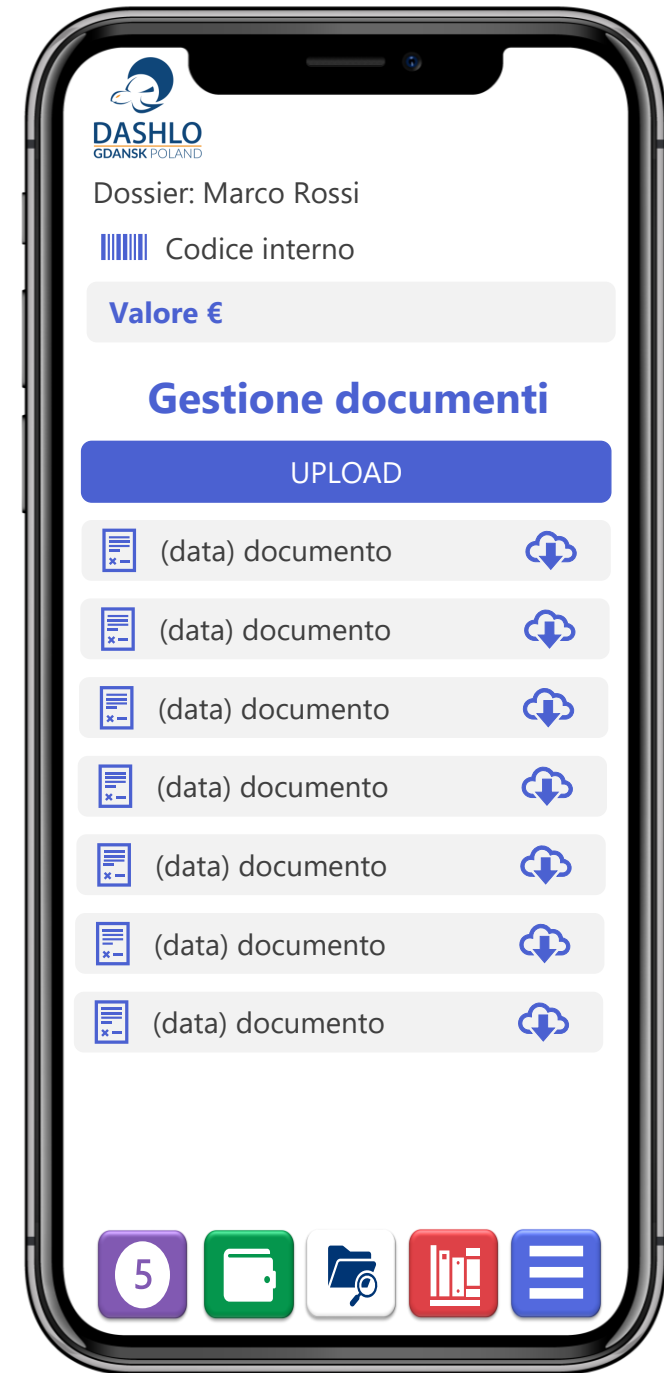 DASHLO
GDANSK POLAND
Dossier: Marco Rossi
Codice interno
Valore €
Gestione documenti
UPLOAD
(data) documento
(data) documento
(data) documento
(data) documento
(data) documento
(data) documento
(data) documento
5